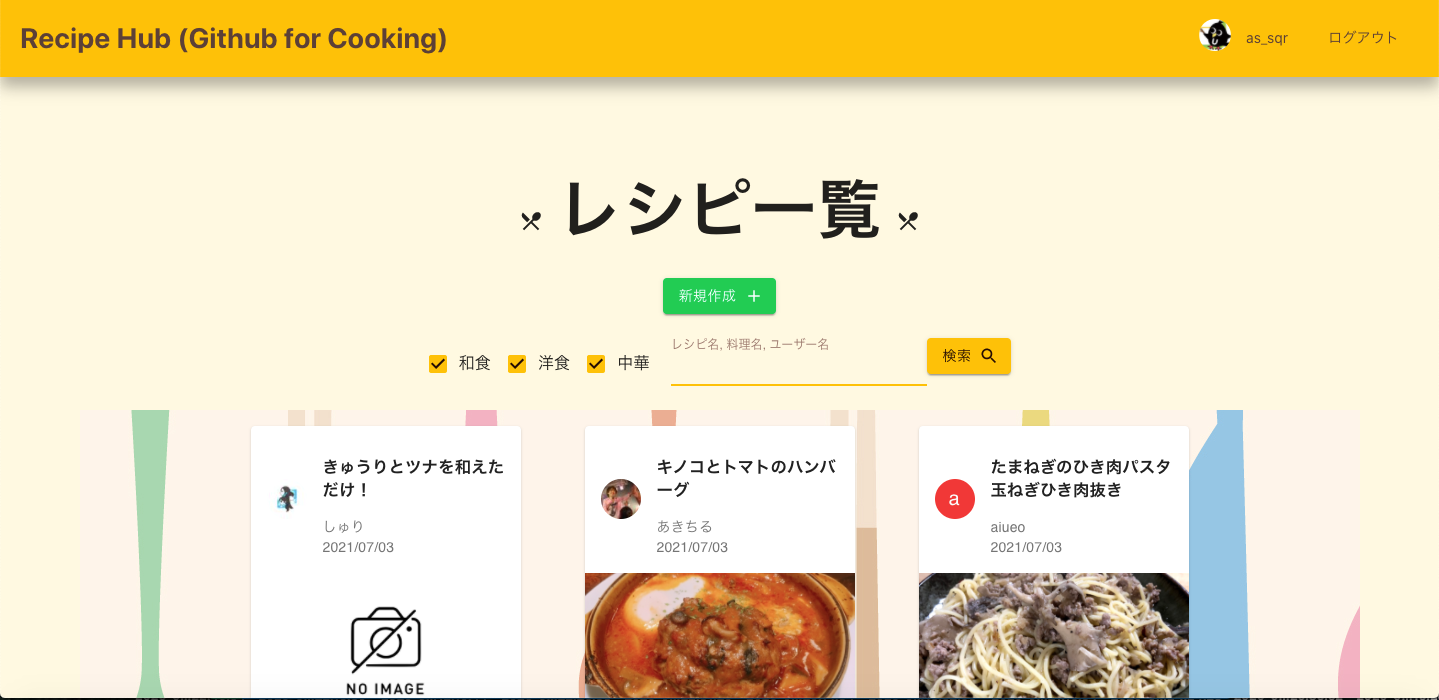 Recipe Hub (Github for Cooking)
as_sqr
ログアウト
レシピ一覧
新規作成
和食
洋食
中華
レシピ名, 料理名, ユーザー名
検索
きゅうりとツナを和えた
だけ！
しゅり
2021/07/03
NO IMAGE
キノコとトマトのハンバ
ーグ
あきちる
2021/07/03
a
たまねぎのひき肉パスタ
玉ねぎひき肉抜き
aiueo
2021/07/03